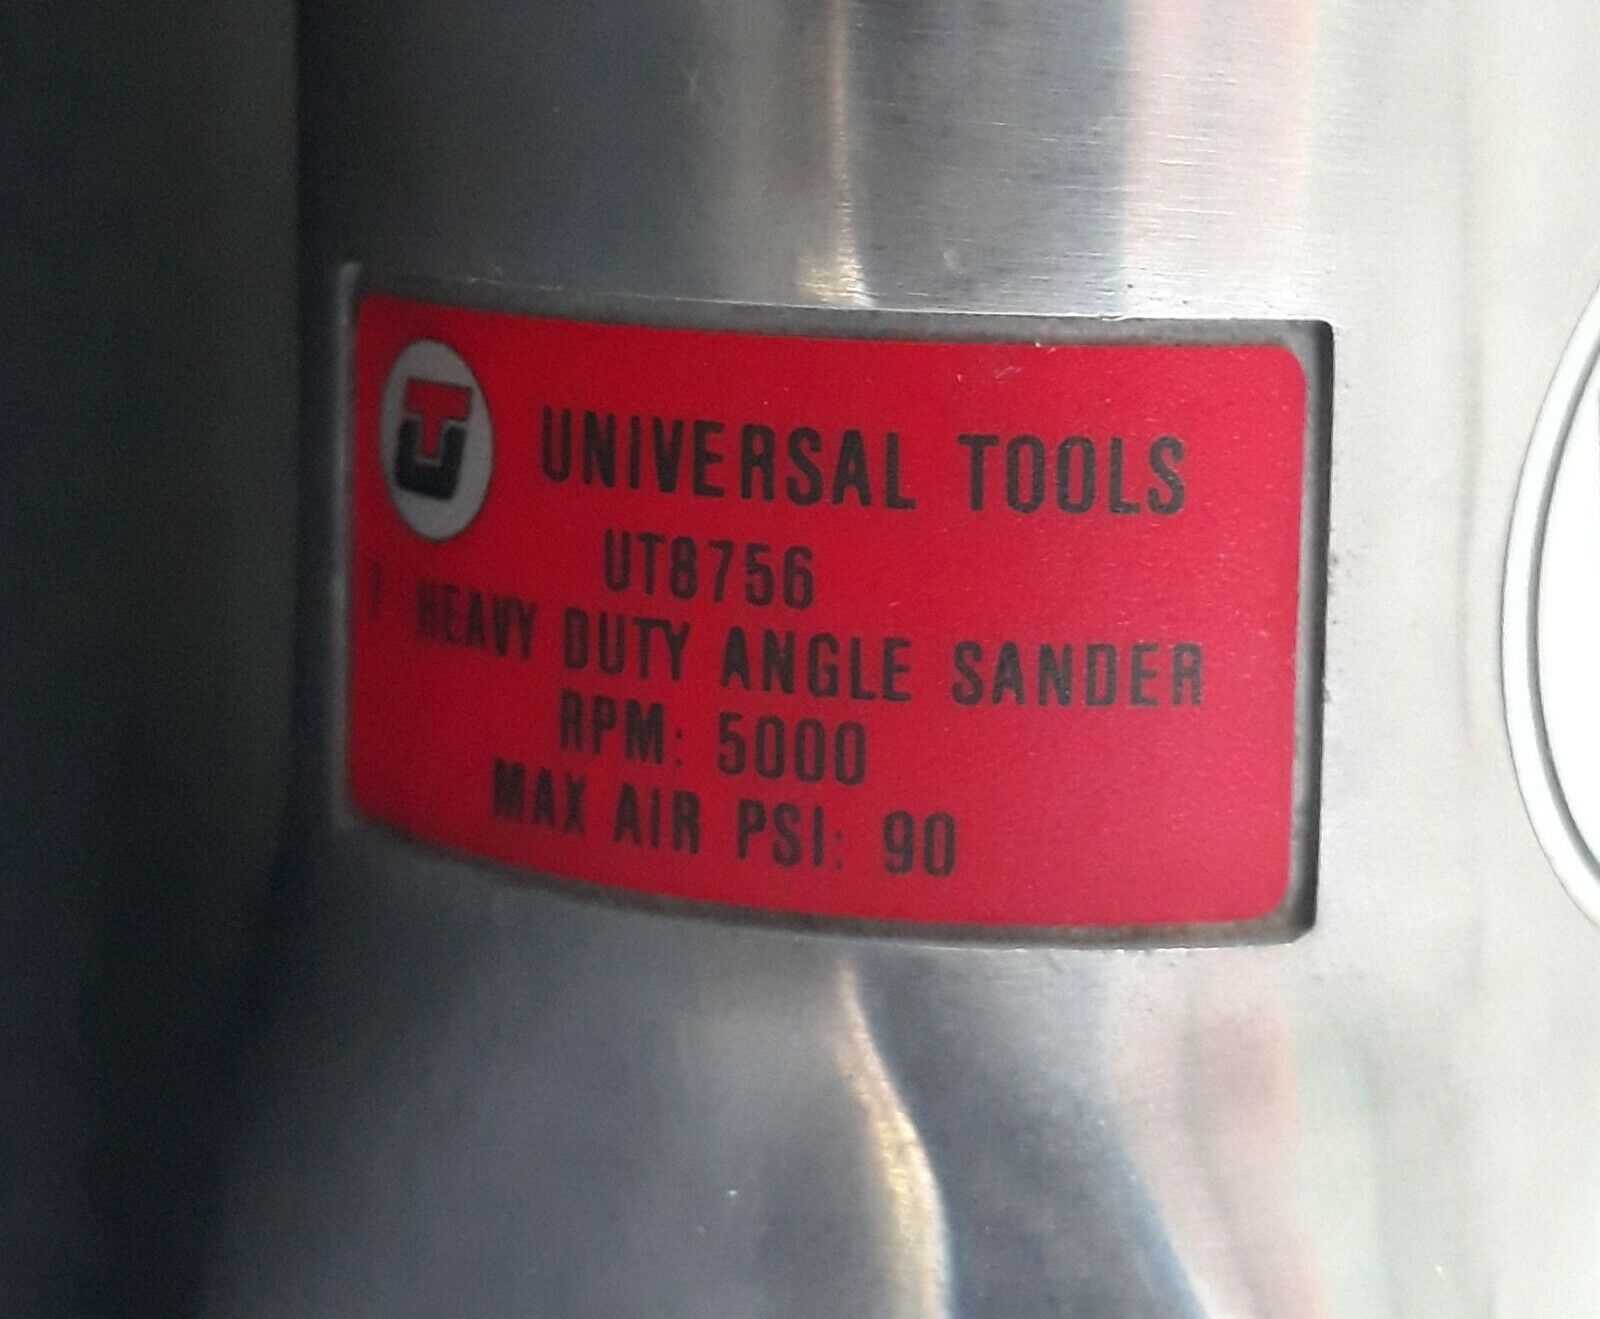 UNIVERSAL TOOLS
UT8756
HEAVY DUTY ANGLE SANDER
RPM: 5000
MAX AIR PSI: 90